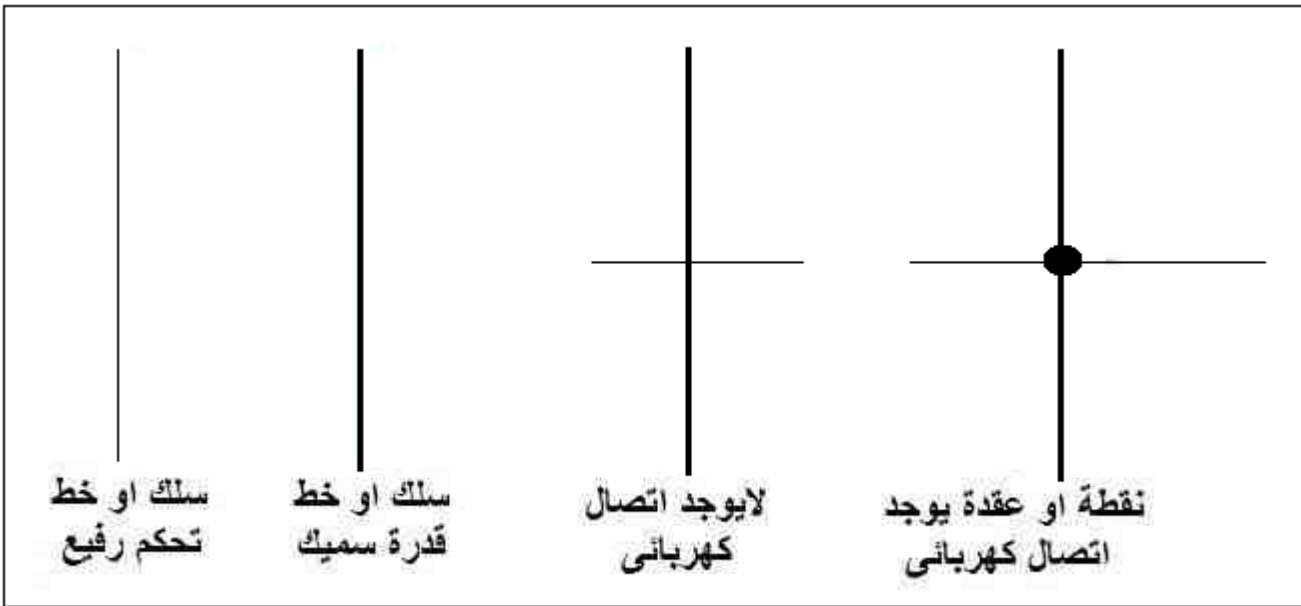 نقطة او عقدة يوجد
اتصال كهربائى
لايوجد اتصال
كهربائى
سلك او خط
قدرة سميك
سلك او خط
تحكم رفيع